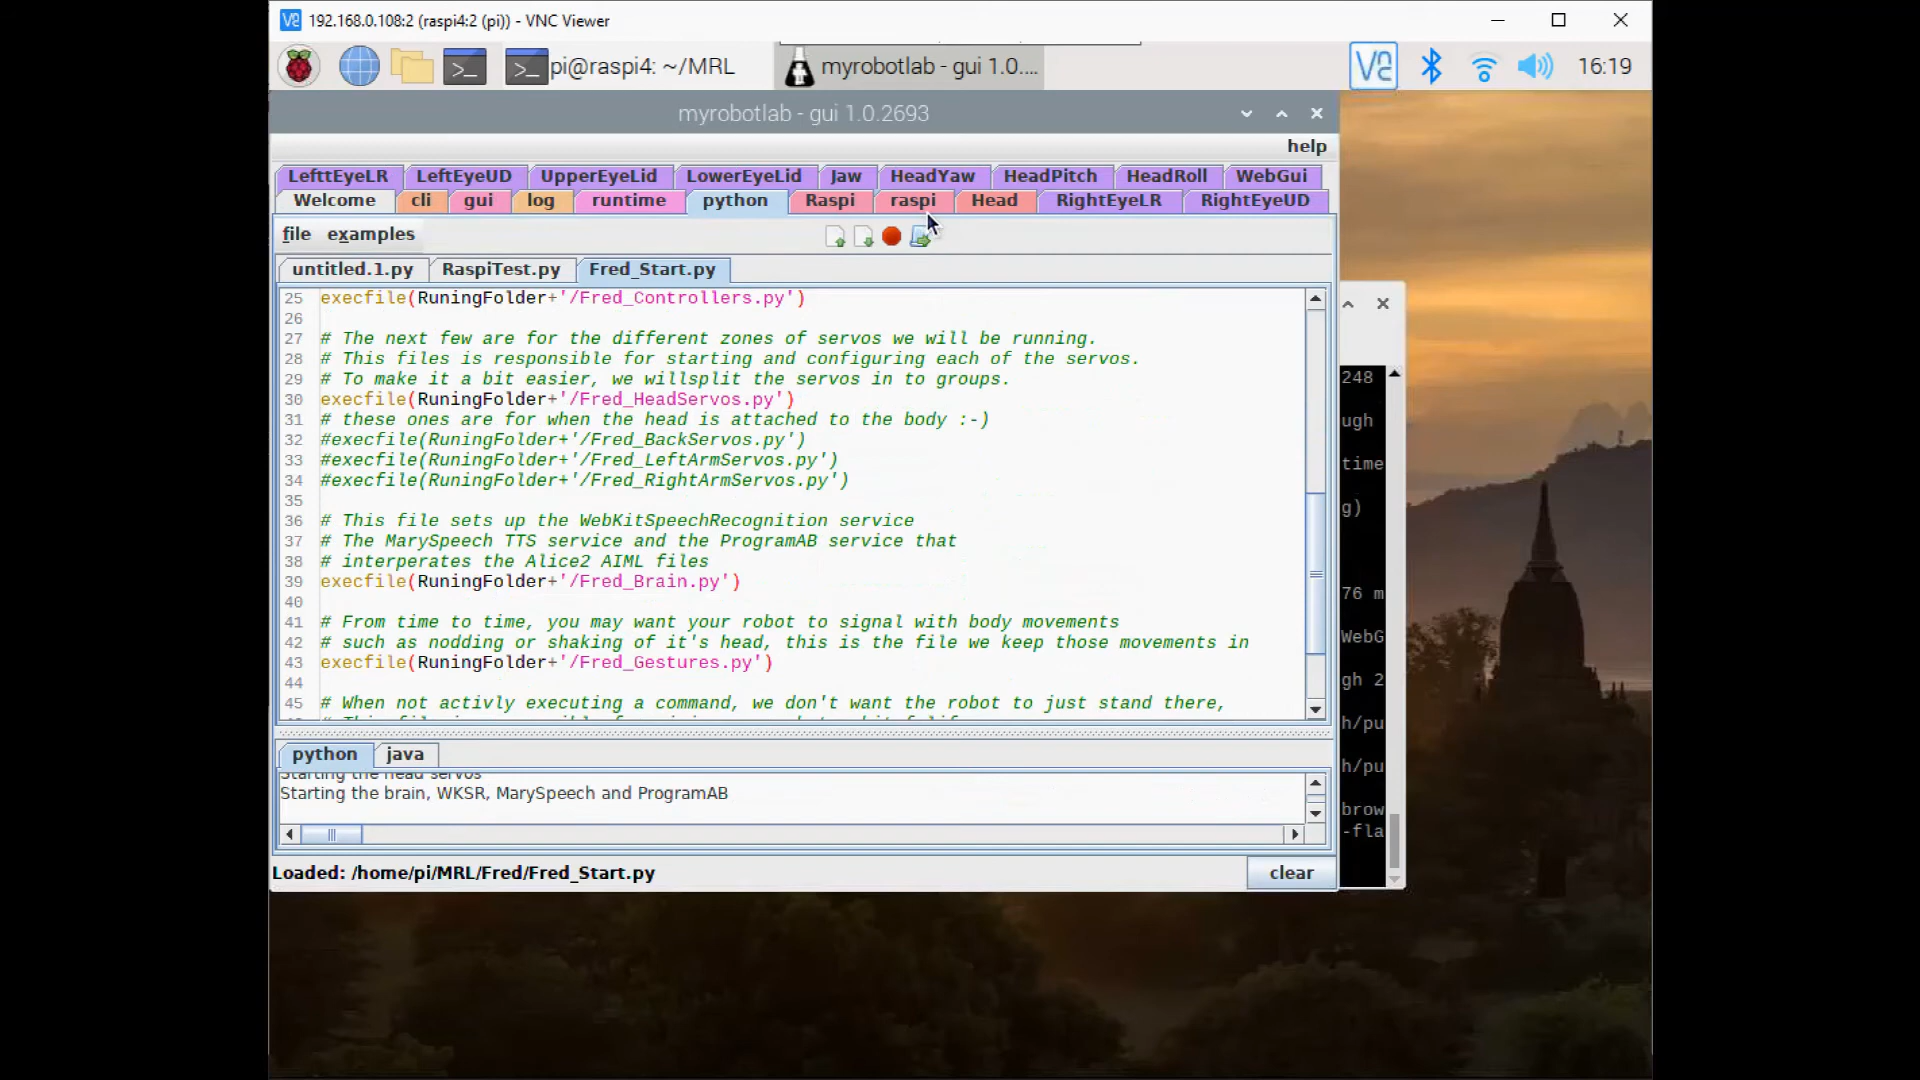 192.168.0.108:2 (raspi4:2 (pi)) - VNC Viewer
pi@raspi4: ~/MRL
myrobotlab - gui 1.0....
16:19
myrobotlab - gui 1.0.2693
help
LefttEyeLR LeftEyeUD UpperEyeLid LowerEyeLid Jaw HeadYaw HeadPitch HeadRoll WebGui
Welcome cli gui log runtime python Raspi raspi Head RightEyeLR RightEyeUD
file examples
untitled.1.py RaspiTest.py Fred_Start.py
25 execfile(RuningFolder+'/Fred_Controllers.py')
26
27 # The next few are for the different zones of servos we will be running.
28 # This files is responsible for starting and configuring each of the servos.
29 # To make it a bit easier, we willsplit the servos in to groups.
30 execfile(RuningFolder+'/Fred_HeadServos.py')
31 # these ones are for when the head is attached to the body :-)
32 #execfile(RuningFolder+'/Fred_BackServos.py')
33 #execfile(RuningFolder+'/Fred_LeftArmServos.py')
34 #execfile(RuningFolder+'/Fred_RightArmServos.py')
35
36 # This file sets up the WebKitSpeechRecognition service
37 # The MarySpeech TTS service and the ProgramAB service that
38 # interperates the Alice2 AIML files
39 execfile(RuningFolder+'/Fred_Brain.py')
40
41 # From time to time, you may want your robot to signal with body movements
42 # such as nodding or shaking of it's head, this is the file we keep those movements in
43 execfile(RuningFolder+'/Fred_Gestures.py')
44
45 # When not activly executing a command, we don't want the robot to just stand there,
python java
Starting the head servos
Starting the brain, WKSR, MarySpeech and ProgramAB
Loaded: /home/pi/MRL/Fred/Fred_Start.py
clear
248
ugh
time
g)
76 m
WebG
gh 2
h/pu
h/pu
brow
-fla